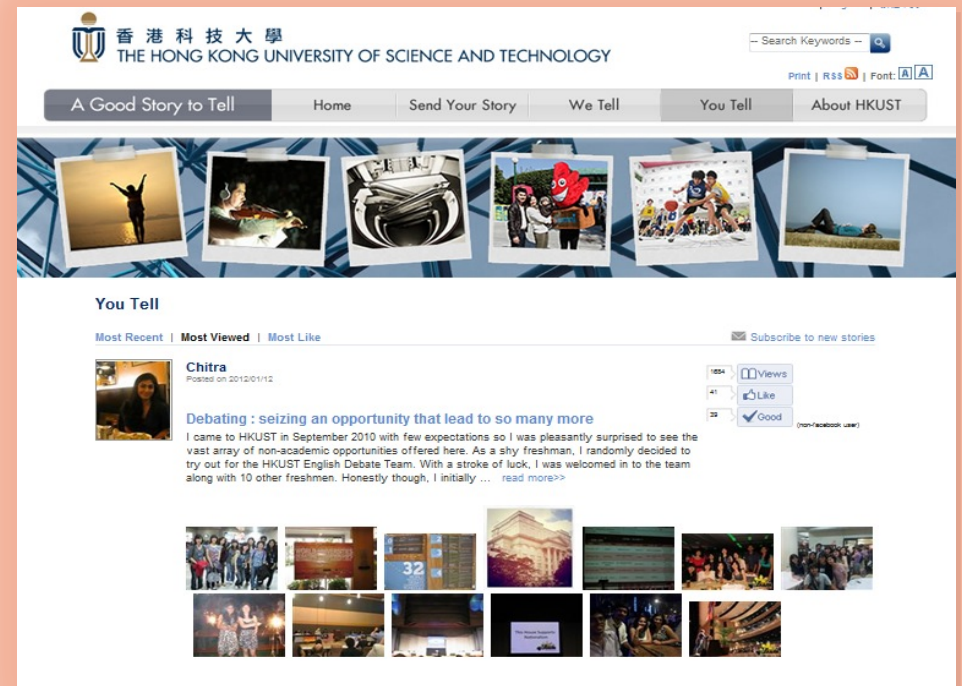 香港科技大學
THE HONG KONG UNIVERSITY OF SCIENCE AND TECHNOLOGY
-- Search Keywords --
Print | RSS | Font: A A
A Good Story to Tell
Home
Send Your Story
We Tell
You Tell
About HKUST
You Tell
Most Recent | Most Viewed | Most Like
Subscribe to new stories
Chitra
Posted on 2012/01/12
Views
41
Like
Good
(non-facebook user)
Debating : seizing an opportunity that lead to so many more
I came to HKUST in September 2010 with few expectations so I was pleasantly surprised to see the
vast array of non-academic opportunities offered here. As a shy freshman, I randomly decided to
try out for the HKUST English Debate Team. With a stroke of luck, I was welcomed in to the team
along with 10 other freshmen. Honestly though, I initially ... read more>>
32